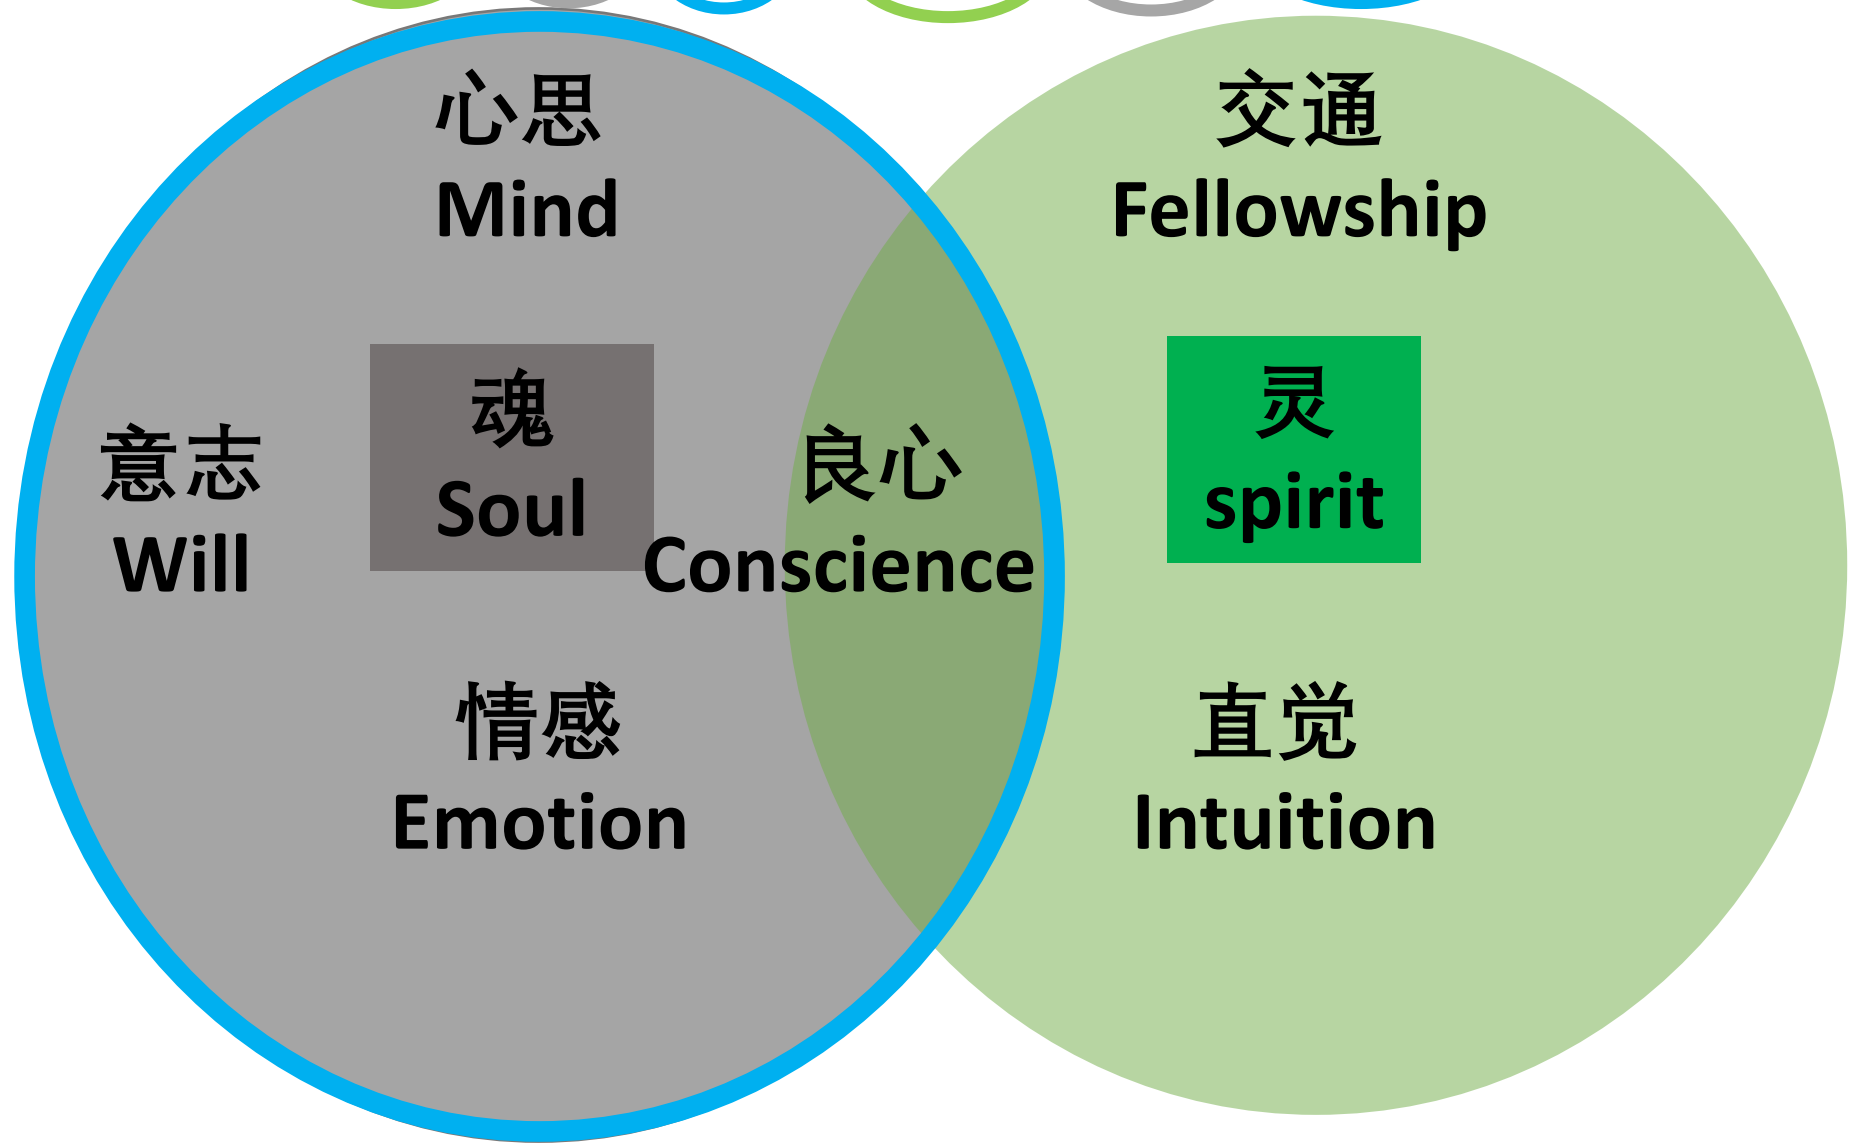 心思
Mind
交通
Fellowship
魂
Soul
灵
spirit
意志
Will
良心
Conscience
情感
Emotion
直觉
Intuition